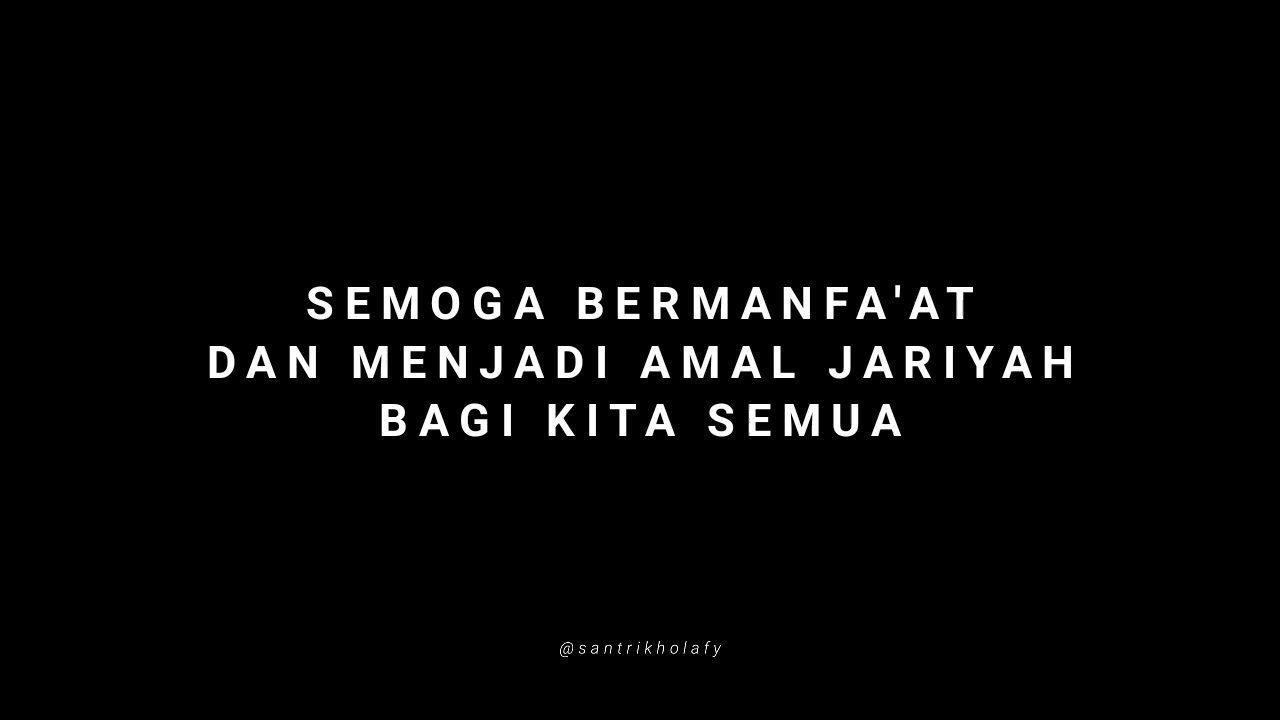 SEMOGA BERMANFA'AT
DAN MENJADI AMAL JARIYAH
BAGI KITA SEMUA
@santrikholafy